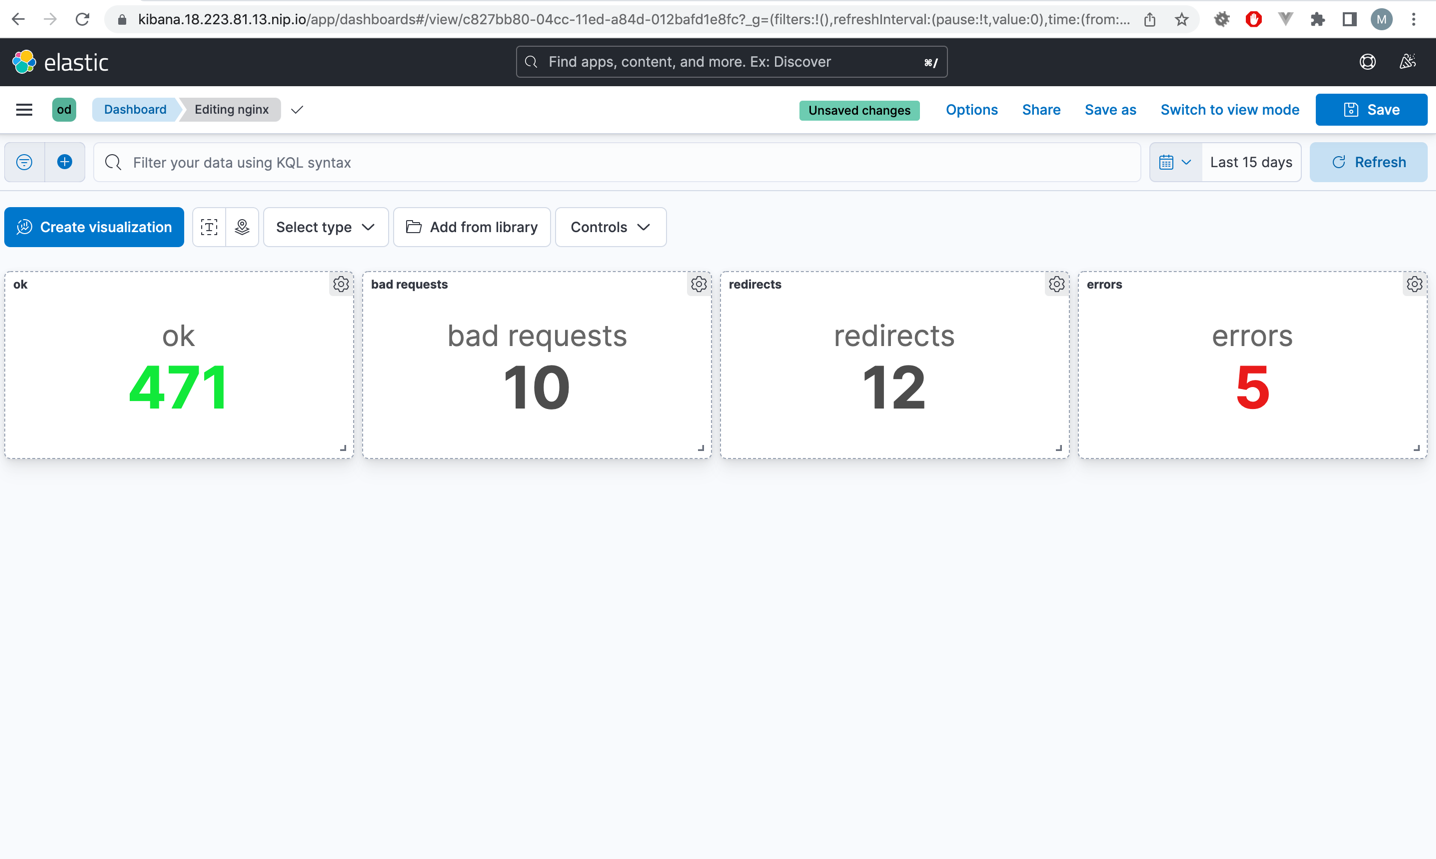 kibana.18.223.81.13.nip.io/app/dashboards#/view/c827bb80-04cc-11ed-a84d-012bafd1e8fc?_g=(filters:!(),refreshInterval:(pause:!t,value:0),time:(from:...
M
elastic
Find apps, content, and more. Ex: Discover
⌘/
od
Dashboard
Editing nginx
Unsaved changes
Options
Share
Save as
Switch to view mode
Save
Filter your data using KQL syntax
Last 15 days
Refresh
Create visualization
T
Select type
Add from library
Controls
ok
ok
471
bad requests
bad requests
10
redirects
redirects
12
errors
errors
5